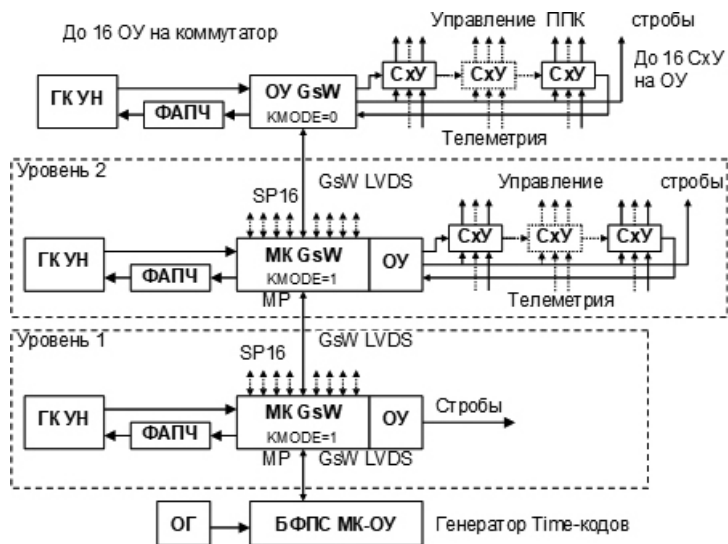 До 16 ОУ на коммутатор
Управление ППК
стробы
До 16 СхУ
на ОУ
ГК УН
ФАПЧ
ОУ GsW
KMODE=0
СхУ
СхУ
СхУ
Телеметрия
Уровень 2
GsW LVDS
SP16
Управление
стробы
ГК УН
ФАПЧ
МК GsW
KMODE=1
ОУ
СхУ
СхУ
СхУ
MP
Телеметрия
Уровень 1
GsW LVDS
SP16
ГК УН
ФАПЧ
МК GsW
KMODE=1
ОУ
Стробы
MP
GsW LVDS
ОГ
БФПС МК-ОУ
Генератор Time-кодов